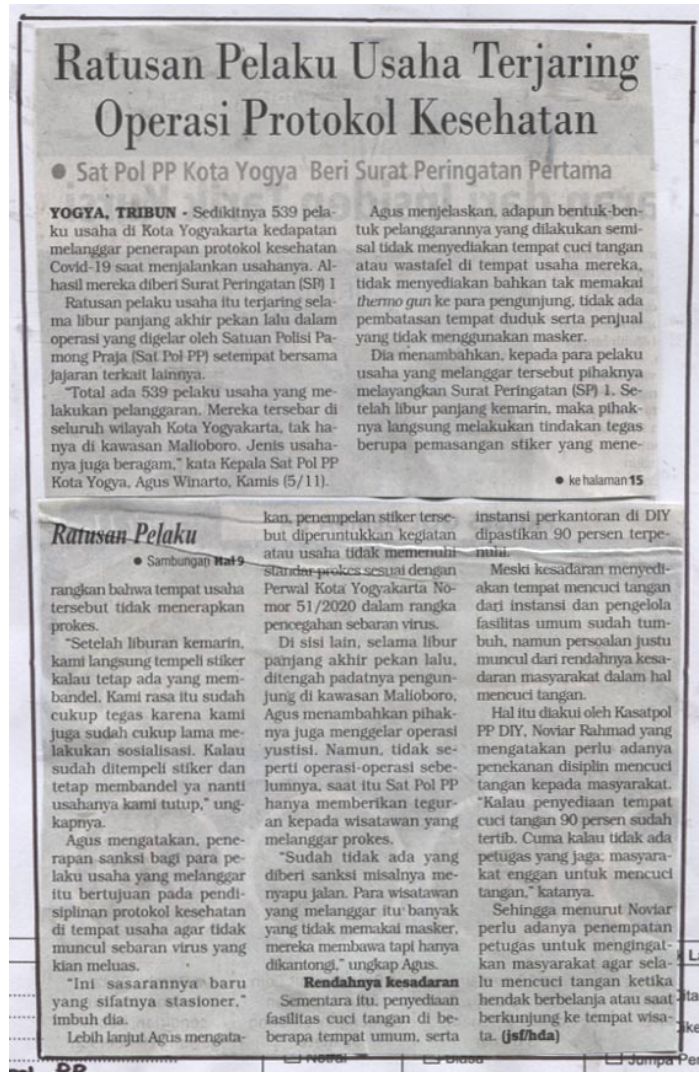 Ratusan Pelaku Usaha Terjaring
Operasi Protokol Kesehatan
● Sat Pol PP Kota Yogya Beri Surat Peringatan Pertama
YOGYA, TRIBUN - Sedikitnya 539 pela-
ku usaha di Kota Yogyakarta kedapatan
melanggar penerapan protokol kesehatan
Covid-19 saat menjalankan usahanya. Al-
hasil mereka diberi Surat Peringatan (SP) 1
Ratusan pelaku usaha itu terjaring sela-
ma libur panjang akhir pekan lalu dalam
operasi yang digelar oleh Satuan Polisi Pa-
mong Praja (Sat Pol PP) setempat bersama
jajaran terkait lainnya.
"Total ada 539 pelaku usaha yang me-
lakukan pelanggaran. Mereka tersebar di
seluruh wilayah Kota Yogyakarta, tak ha-
nya di kawasan Malioboro. Jenis usaha-
nya juga beragam," kata Kepala Sat Pol PP
Kota Yogya, Agus Winarto, Kamis (5/11).
Agus menjelaskan, adapun bentuk-ben-
tuk pelanggarannya yang dilakukan semi-
sal tidak menyediakan tempat cuci tangan
atau wastafel di tempat usaha mereka,
tidak menyediakan bahkan tak memakai
thermo gun ke para pengunjung, tidak ada
pembatasan tempat duduk serta penjual
yang tidak menggunakan masker.
Dia menambahkan, kepada para pelaku
usaha yang melanggar tersebut pihaknya
melayangkan Surat Peringatan (SP) 1. Se-
telah libur panjang kemarin, maka pihak-
nya langsung melakukan tindakan tegas
berupa pemasangan stiker yang mene-
● ke halaman 15
Ratusan Pelaku
● Sambungan Hal 9
rangkan bahwa tempat usaha
tersebut tidak menerapkan
prokes.
"Setelah liburan kemarin,
kami langsung tempeli stiker
kalau tetap ada yang mem-
bandel. Kami rasa itu sudah
cukup tegas karena kami
juga sudah cukup lama me-
lakukan sosialisasi. Kalau
sudah ditempeli stiker dan
tetap membandel ya nanti
usahanya kami tutup," ung-
kapnya.
Agus mengatakan, pene-
rapan sanksi bagi para pe-
laku usaha yang melanggar
itu bertujuan pada pendi-
siplinan protokol kesehatan
di tempat usaha agar tidak
muncul sebaran virus yang
kian meluas.
"Ini sasarannya baru
yang sifatnya stasioner,"
imbuh dia.
Lebih lanjut Agus mengata-
kan, penempelan stiker terse-
but diperuntukkan kegiatan
atau usaha tidak memenuhi
standar prokes sesuai dengan
Perwal Kota Yogyakarta No-
mor 51/2020 dalam rangka
pencegahan sebaran virus.
Di sisi lain, selama libur
panjang akhir pekan lalu,
ditengah padatnya pengun-
jung di kawasan Malioboro,
Agus menambahkan pihak-
nya juga menggelar operasi
yustisi. Namun, tidak se-
perti operasi-operasi sebe-
lumnya, saat itu Sat Pol PP
hanya memberikan tegur-
an kepada wisatawan yang
melanggar prokes.
"Sudah tidak ada yang
diberi sanksi misalnya me-
nyapu jalan. Para wisatawan
yang melanggar itu banyak
yang tidak memakai masker,
mereka membawa tapi hanya
dikantongi," ungkap Agus.
Rendahnya kesadaran
Sementara itu, penyediaan
fasilitas cuci tangan di be-
berapa tempat umum, serta
instansi perkantoran di DIY
dipastikan 90 persen terpe-
nuhi.
Meski kesadaran menyedi-
akan tempat mencuci tangan
dari instansi dan pengelola
fasilitas umum sudah tum-
buh, namun persoalan justu
muncul dari rendahnya kesa-
daran masyarakat dalam hal
mencuci tangan.
Hal itu diakui oleh Kasatpol
PP DIY, Noviar Rahmad yang
mengatakan perlu adanya
penekanan disiplin mencuci
tangan kepada masyarakat.
"Kalau penyediaan tempat
cuci tangan 90 persen sudah
tertib. Cuma kalau tidak ada
petugas yang jaga; masyara-
kat enggan untuk mencuci
tangan," katanya.
Sehingga menurut Noviar
perlu adanya penempatan
petugas untuk mengingat-
kan masyarakat agar sela-
lu mencuci tangan ketika
hendak berbelanja atau saat
berkunjung ke tempat wisa-
ta. (jsf/hda)